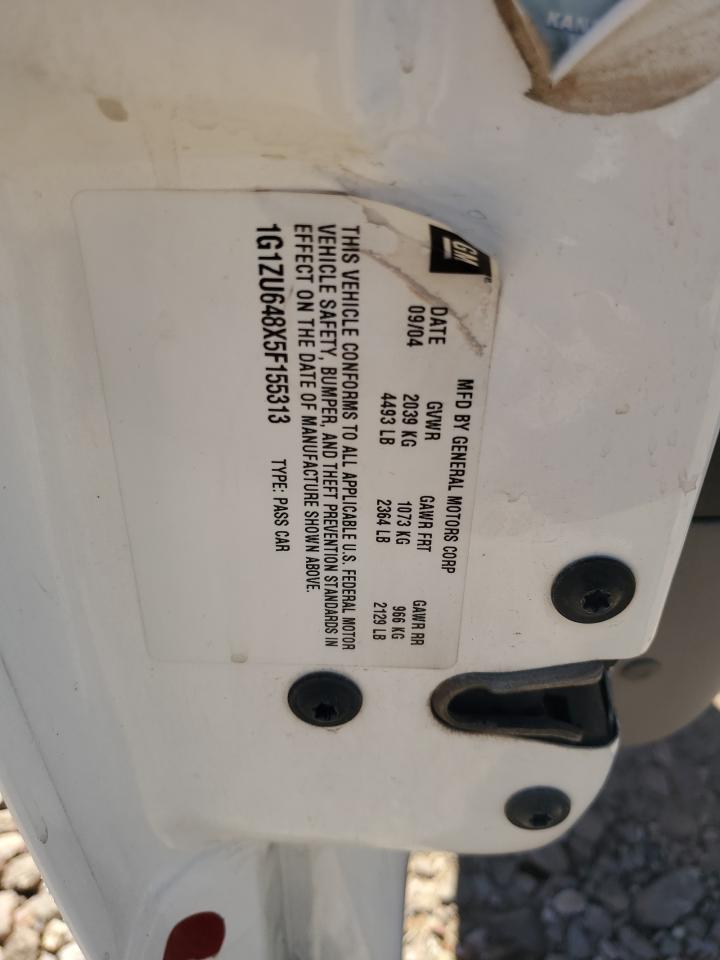 GM
MFD BY GENERAL MOTORS CORP
DATE GVWR GAWR FRT GAWR RR
09/04 2039 KG 1073 KG 966 KG
4493 LB 2364 LB 2129 LB
THIS VEHICLE CONFORMS TO ALL APPLICABLE U.S. FEDERAL MOTOR
VEHICLE SAFETY, BUMPER, AND THEFT PREVENTION STANDARDS IN
EFFECT ON THE DATE OF MANUFACTURE SHOWN ABOVE.
1G1ZU648X5F155313 TYPE: PASS CAR